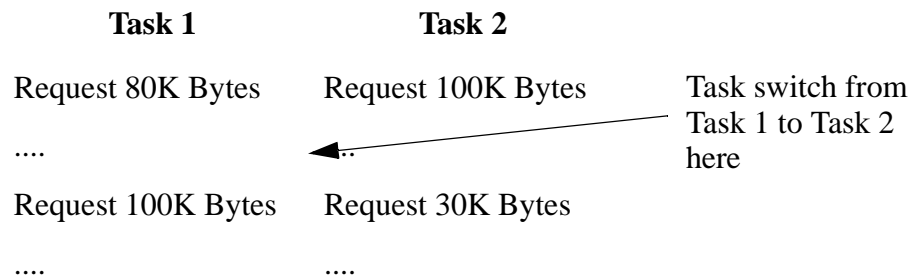 Task 1 Task 2
Request 80K Bytes Request 100K Bytes
.... ....
Request 100K Bytes Request 30K Bytes
.... ....
Task switch from
Task 1 to Task 2
here